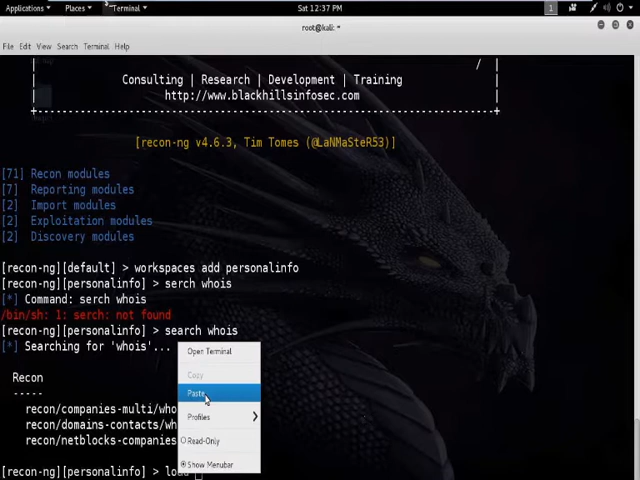 Applications Places Terminal Sat 12:37 PM 1
root@kali: ~
File Edit View Search Terminal Help
Consulting | Research | Development | Training
http://www.blackhillsinfosec.com
[recon-ng v4.6.3, Tim Tomes (@LaNMaSteR53)]
[71] Recon modules
[7] Reporting modules
[2] Import modules
[2] Exploitation modules
[2] Discovery modules
[recon-ng][default] > workspaces add personalinfo
[recon-ng][personalinfo] > serch whois
[*] Command: serch whois
/bin/sh: 1: serch: not found
[recon-ng][personalinfo] > search whois
[*] Searching for 'whois'...
Open Terminal
Recon
Copy
-----
Paste
recon/companies-multi/who
recon/domains-contacts/wh
Profiles
recon/netblocks-companies
Read-Only
Show Menubar
[recon-ng][personalinfo] >